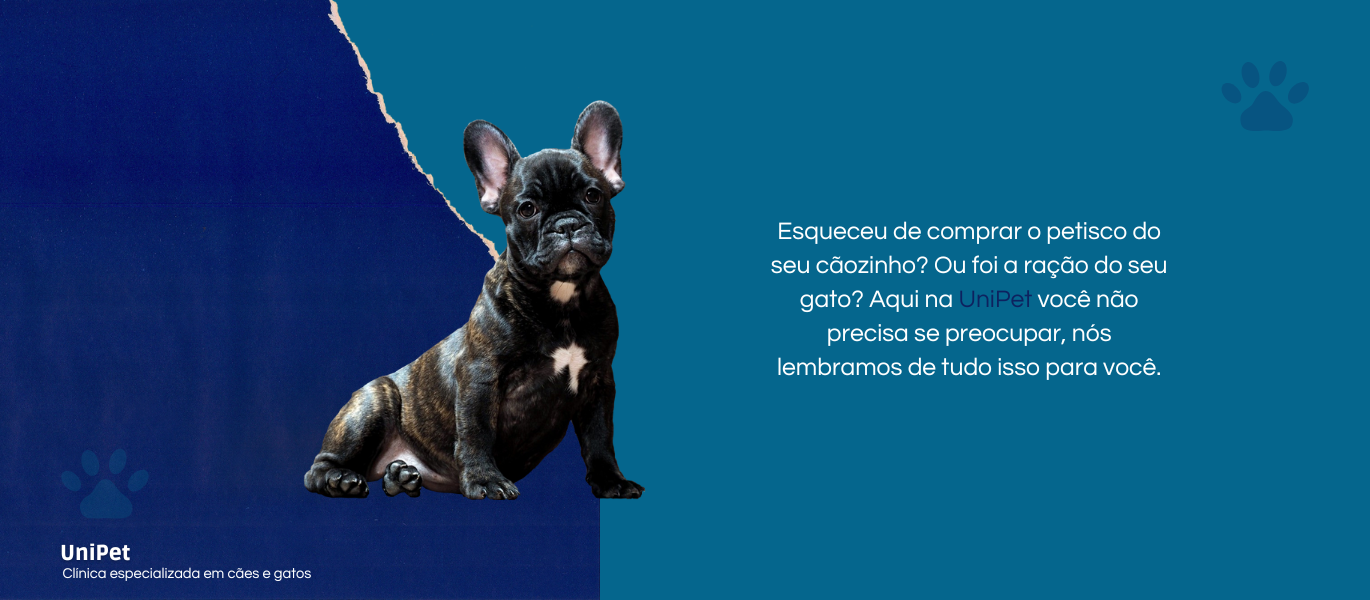 Esqueceu de comprar o petisco do
seu cãozinho? Ou foi a ração do seu
gato? Aqui na UniPet você não
precisa se preocupar, nós
lembramos de tudo isso para você.
UniPet
Clínica especializada em cães e gatos